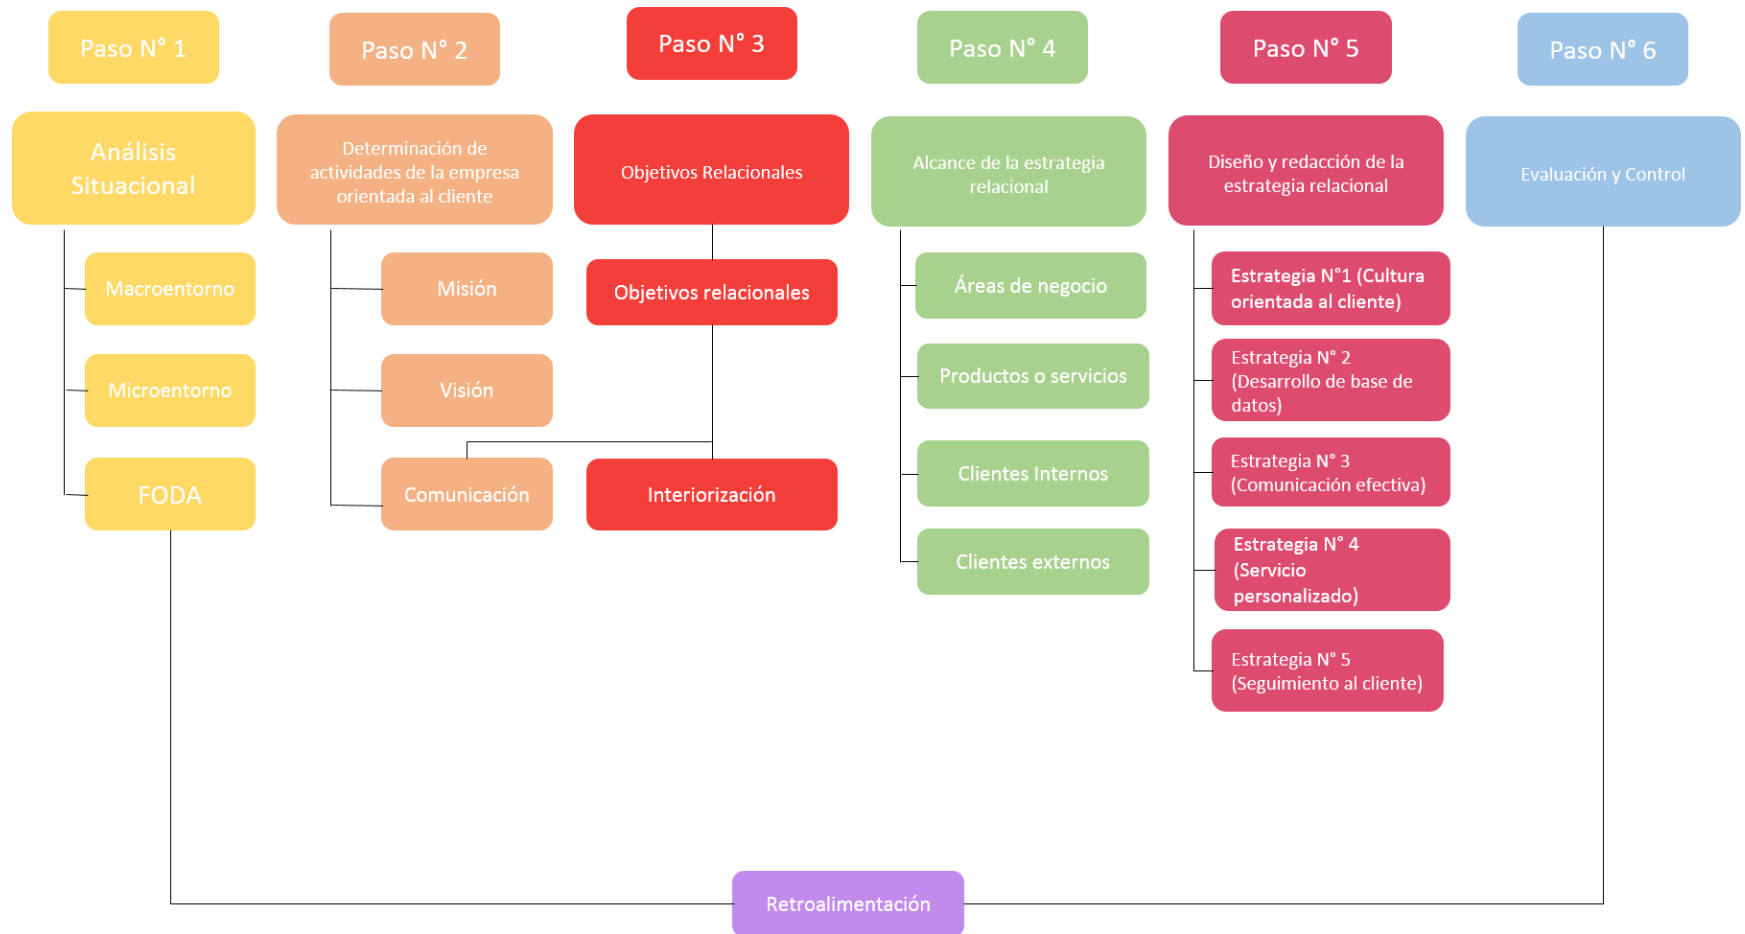 Paso N° 1
Paso N° 2
Paso N° 3
Paso N° 4
Paso N° 5
Paso N° 6
Análisis
Situacional
Macroentorno
Microentorno
FODA
Determinación de
actividades de la empresa
orientada al cliente
Misión
Visión
Comunicación
Objetivos Relacionales
Objetivos relacionales
Interiorización
Alcance de la estrategia
relacional
Áreas de negocio
Productos o servicios
Clientes Internos
Clientes externos
Diseño y redacción de la
estrategia relacional
Estrategia N°1 (Cultura
orientada al cliente)
Estrategia N° 2
(Desarrollo de base de
datos)
Estrategia N° 3
(Comunicación efectiva)
Estrategia N° 4
(Servicio
personalizado)
Estrategia N° 5
(Seguimiento al cliente)
Evaluación y Control
Retroalimentación